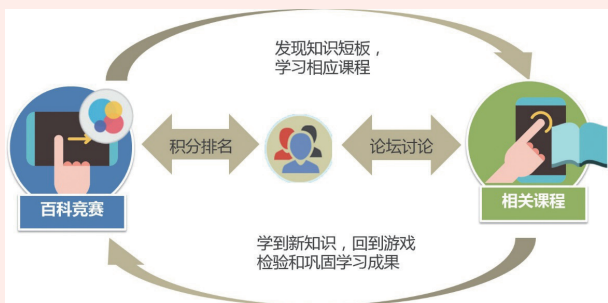 发现知识短板，
学习相应课程
积分排名
论坛讨论
百科竞赛
相关课程
学到新知识，回到游戏
检验和巩固学习成果